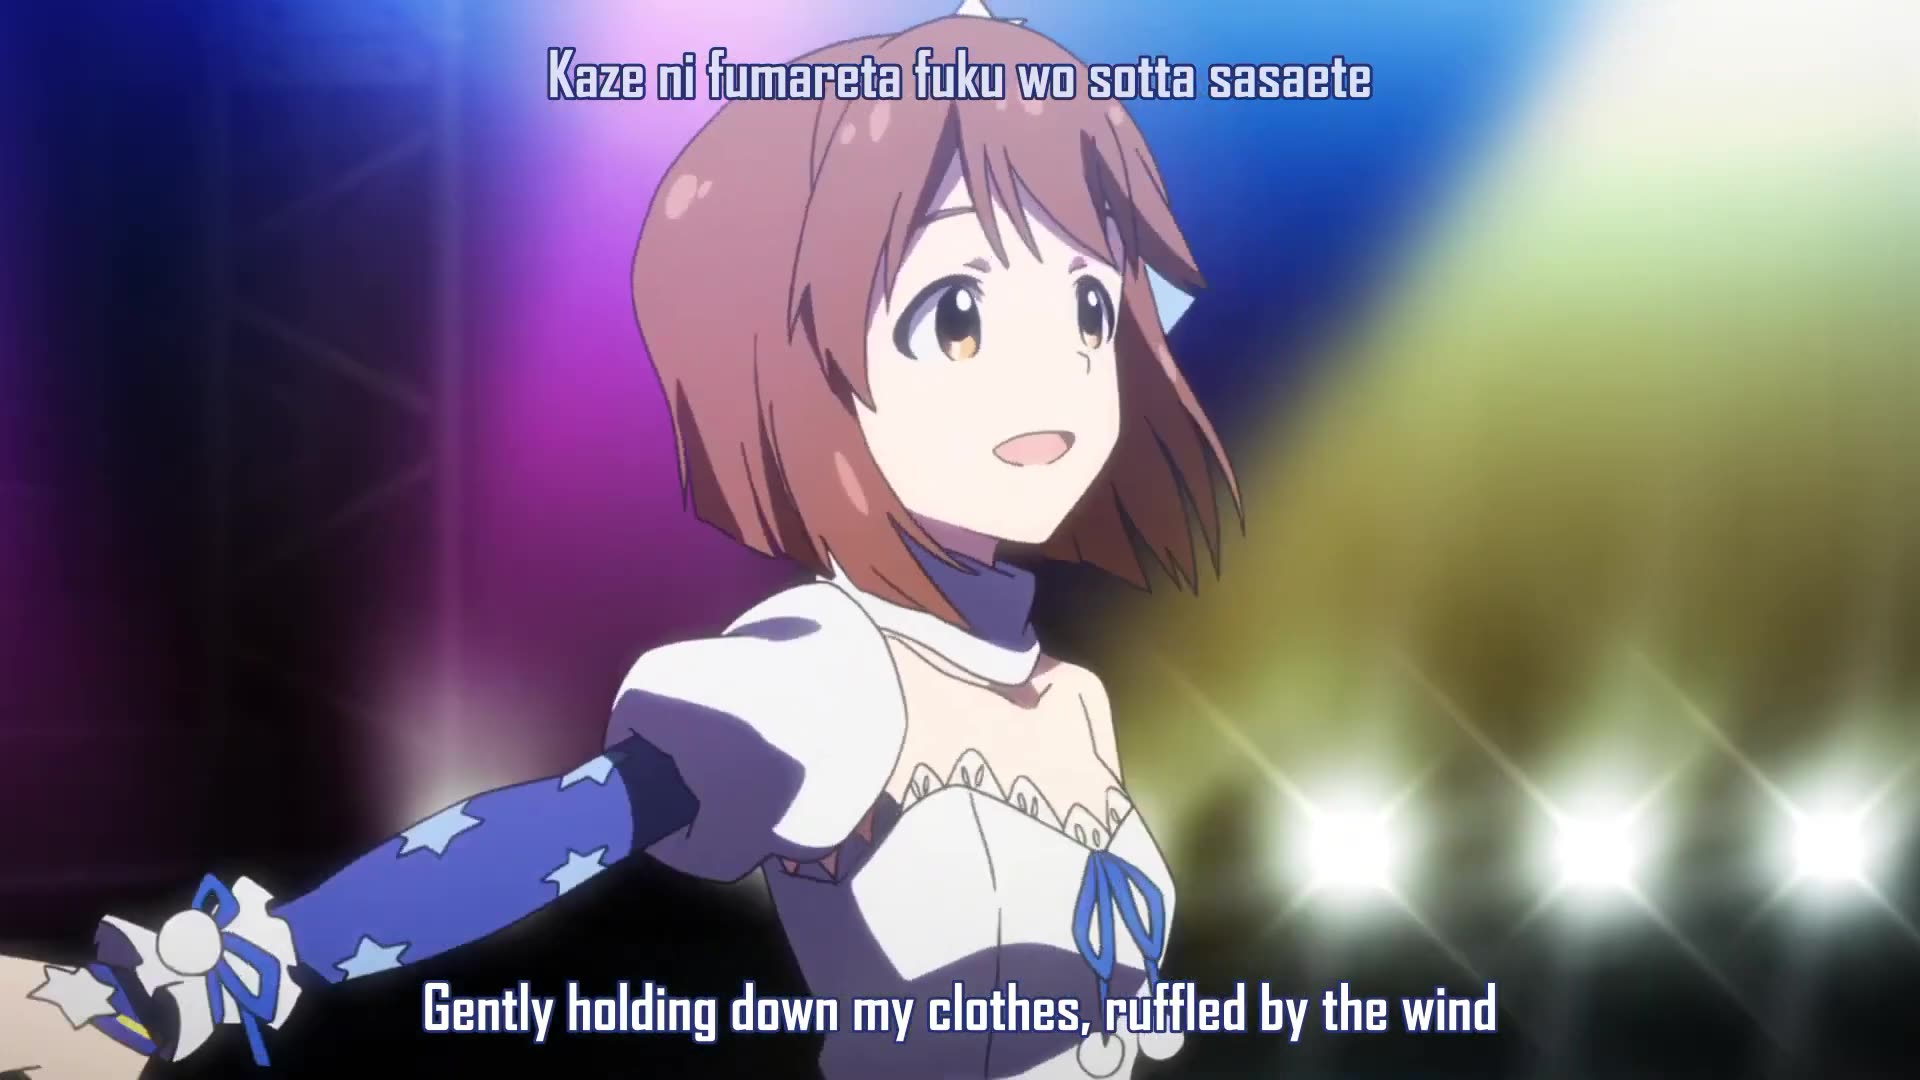 Kaze ni fumareta fuku wo sotta sasaete
Gently holding down my clothes, ruffled by the wind